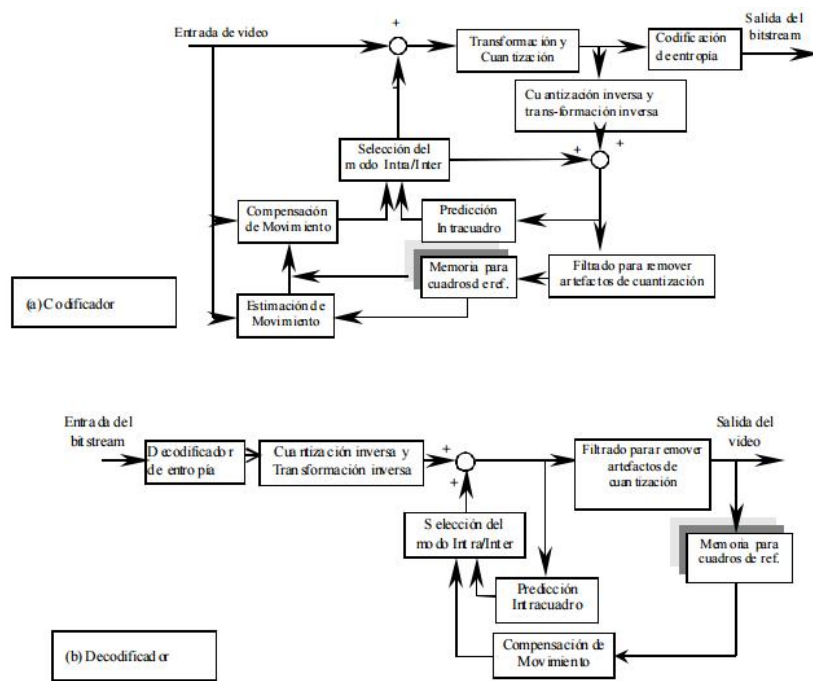 Entrada de video
+
Transformación y
Cuantización
Codificación
de entropía
Salida del
bitstream
-
Cuantización inversa y
trans-formación inversa
Selección del
modo Intra/Inter
+
+
Compensación
de Movimiento
Predicción
Intracuadro
Memoria para
cuadros de ref.
Filtrado para remover
artefactos de cuantización
Estimación de
Movimiento
(a) Codificador
Entrada del
bitstream
Decodificador
de entropía
Cuantización inversa y
Transformación inversa
+
+
Filtrado para remover
artefactos de
cuantización
Salida del
video
Selección del
modo Intra/Inter
Memoria para
cuadros de ref.
Predicción
Intracuadro
Compensación de
Movimiento
(b) Decodificador